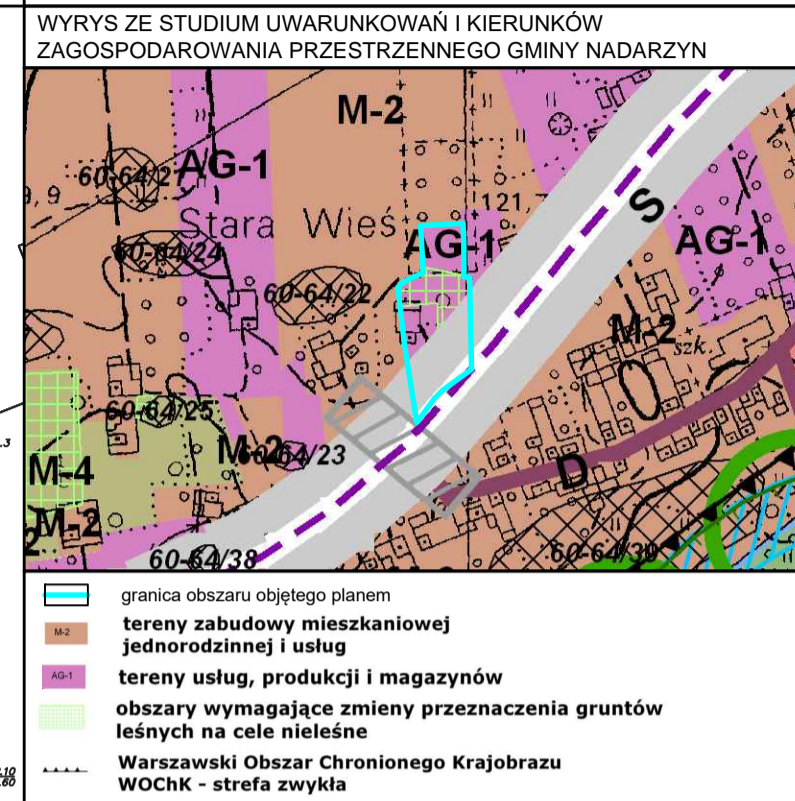 WYRYS ZE STUDIUM UWARUNKOWAŃ I KIERUNKÓW
ZAGOSPODAROWANIA PRZESTRZENNEGO GMINY NADARZYN
M-2
60-64/2
AG-1
9,9
121,
Stara Wieś
AG-1
S
AG-1
60-64/24
60-64/22
M-2
szk.
60-64/25
M-2
60-64/23
M-4
D
M-2
60-64/38
60-64/39
granica obszaru objętego planem
M-2
tereny zabudowy mieszkaniowej
jednorodzinnej i usług
AG-1
tereny usług, produkcji i magazynów
obszary wymagające zmiany przeznaczenia gruntów
leśnych na cele nieleśne
Warszawski Obszar Chronionego Krajobrazu
WOChK - strefa zwykła